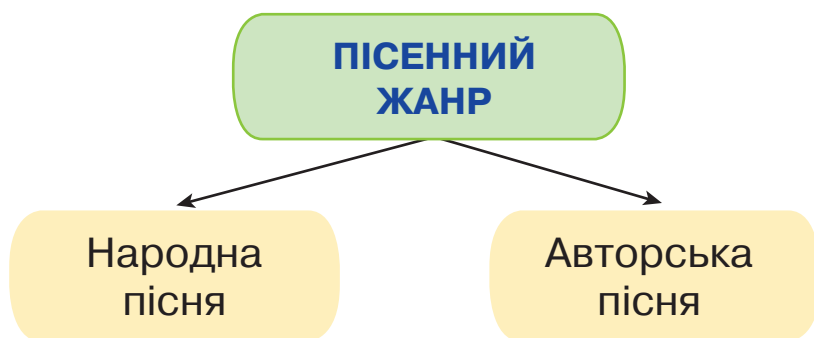 ПІСЕННИЙ
ЖАНР
Народна
пісня
Авторська
пісня